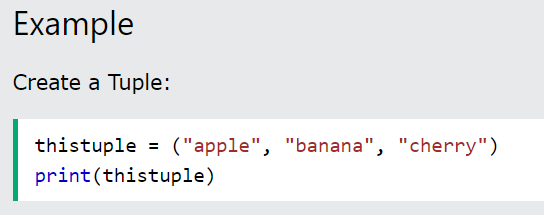 Example
Create a Tuple:
thistuple = ("apple", "banana", "cherry")
print(thistuple)